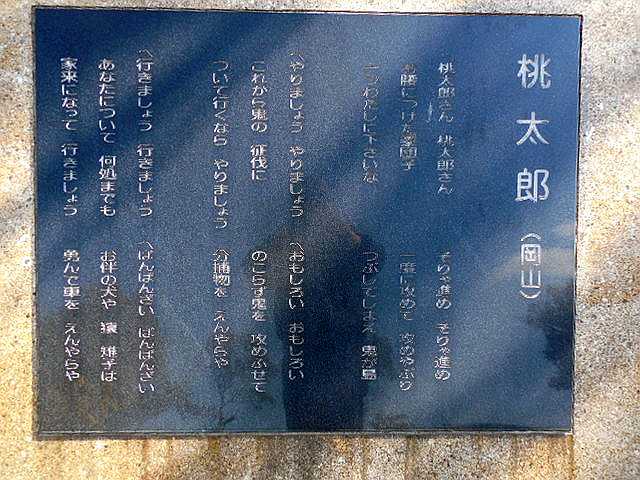 桃太郎(岡山)
桃太郎さん 桃太郎さん
お腰につけた黍団子
一つわたしに下さいな
〽やりましょう やりましょう
これから鬼の 征伐に
ついて行くなら やりましょう
〽行きましょう 行きましょう
あなたについて 何処までも
家来になって 行きましょう
そりゃ進め そりゃ進め
一度に攻めて 攻めやぶり
つぶしてしまえ 鬼が島
〽おもしろい おもしろい
のこらず鬼を 攻めふせて
分捕物を えんやらや
〽ばんばんざい ばんばんざい
お伴の犬や 猿 雉子は
勇んで車を えんやらや